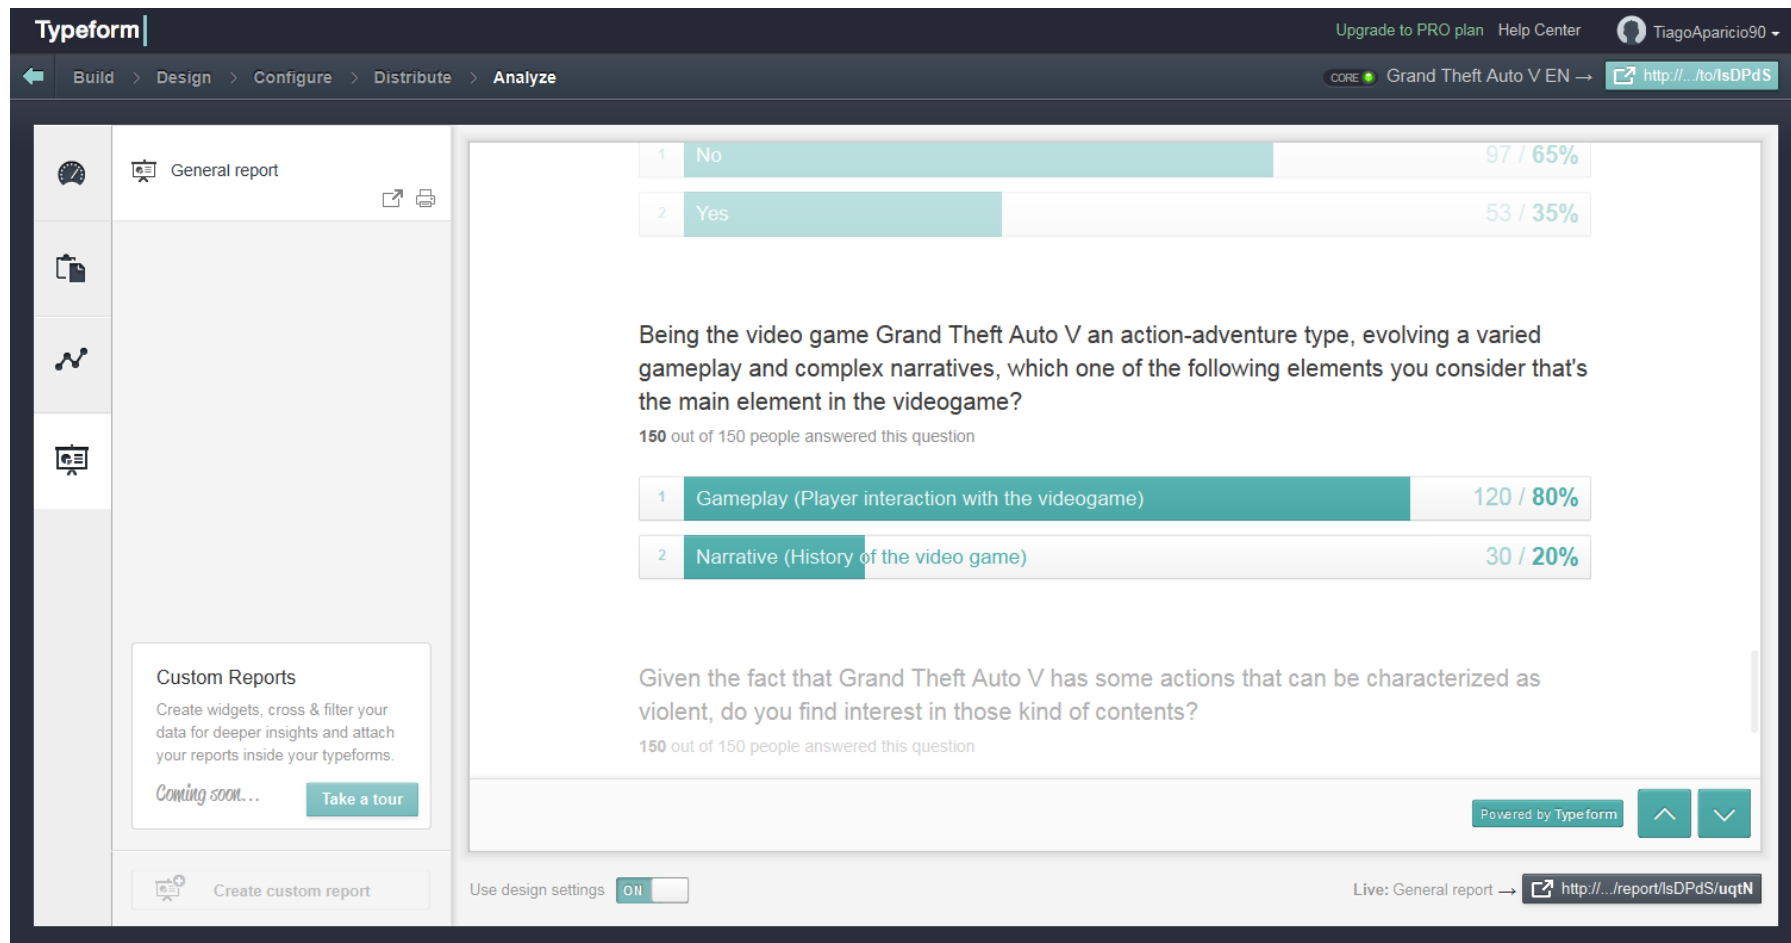 Typeform
Upgrade to PRO plan Help Center TiagoAparicio90
Build > Design > Configure > Distribute > Analyze
CORE Grand Theft Auto V EN → http://.../to/lsDPdS
General report
1 No 97 / 65%
2 Yes 53 / 35%
Being the video game Grand Theft Auto V an action-adventure type, evolving a varied
gameplay and complex narratives, which one of the following elements you consider that's
the main element in the videogame?
150 out of 150 people answered this question
1 Gameplay (Player interaction with the videogame) 120 / 80%
2 Narrative (History of the video game) 30 / 20%
Given the fact that Grand Theft Auto V has some actions that can be characterized as
violent, do you find interest in those kind of contents?
150 out of 150 people answered this question
Custom Reports
Create widgets, cross & filter your
data for deeper insights and attach
your reports inside your typeforms.
Coming soon... Take a tour
Powered by Typeform
Create custom report
Use design settings ON
Live: General report → http://.../report/lsDPdS/uqtN